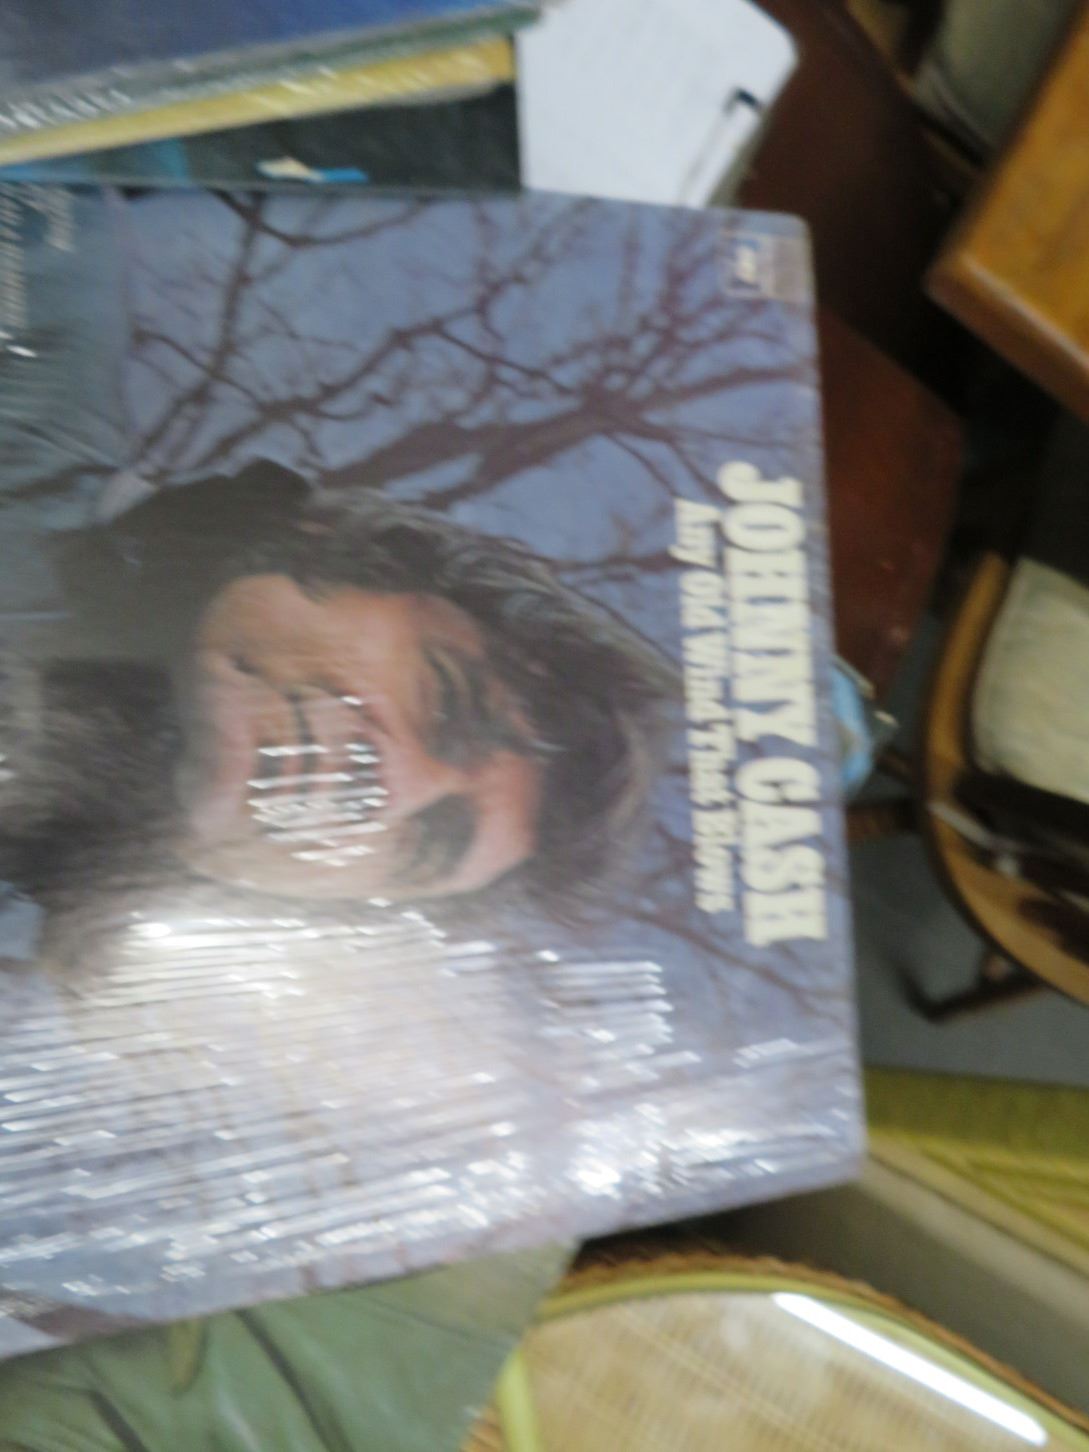 JOHNNY CASH
Any Old Wind That Blows